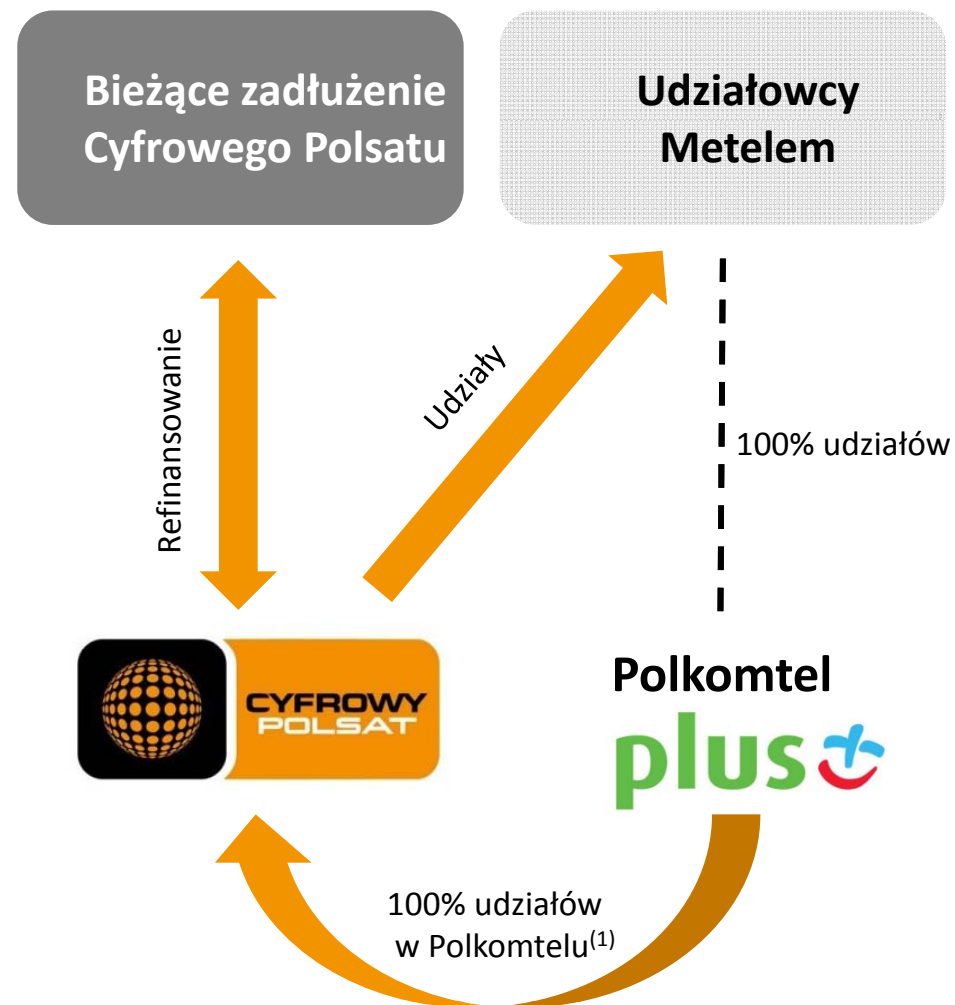 Bieżące zadłużenie
Cyfrowego Polsatu
Udziałowcy
Metelem
Refinansowanie
Udziały
100% udziałów
CYFROWY
POLSAT
Polkomtel
plus
100% udziałów
w Polkomtelu(1)